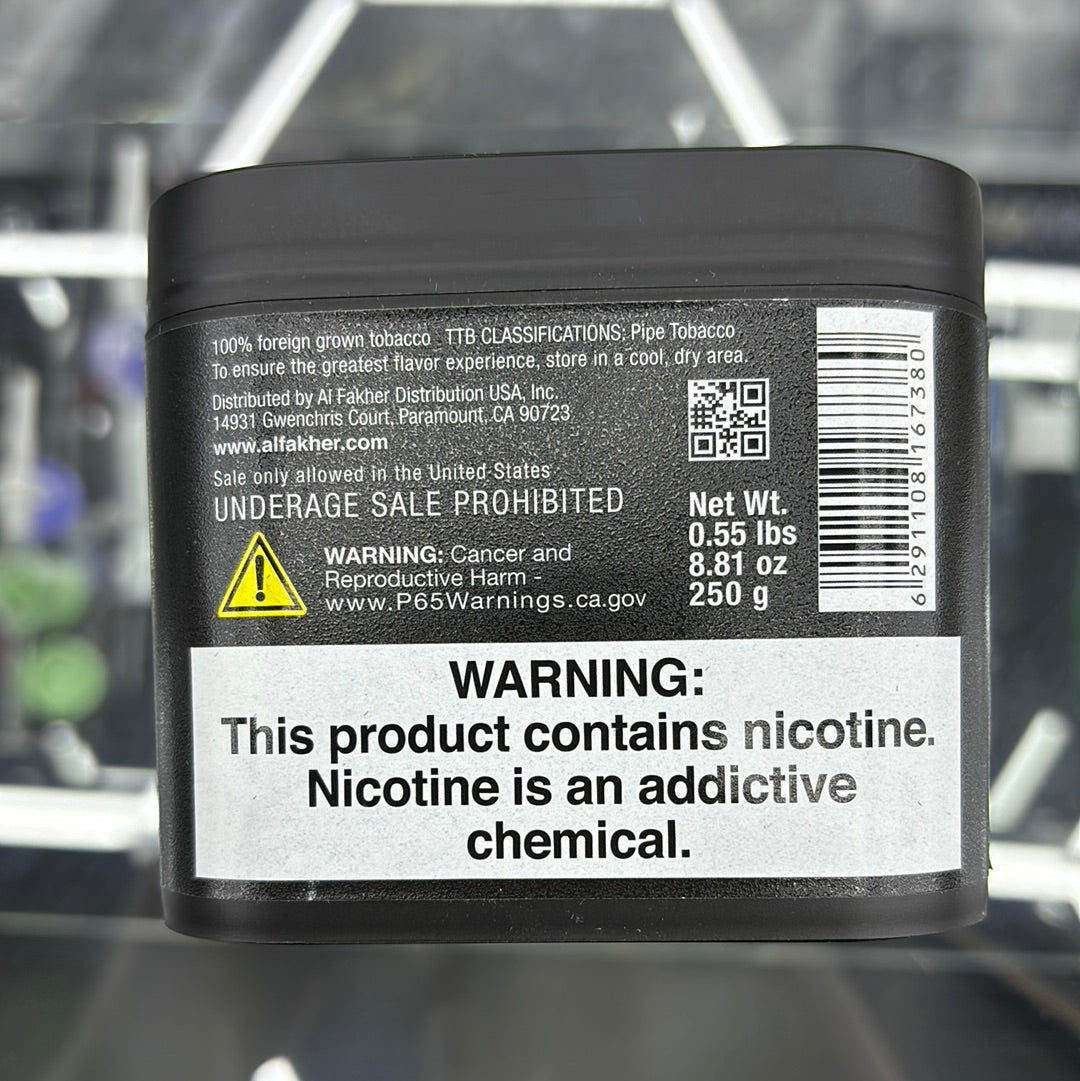 100% foreign grown tobacco TTB CLASSIFICATIONS: Pipe Tobacco
To ensure the greatest flavor experience, store in a cool, dry area.
Distributed by Al Fakher Distribution USA, Inc.
14931 Gwenchris Court, Paramount, CA 90723
www.alfakher.com
Sale only allowed in the United States
UNDERAGE SALE PROHIBITED
WARNING: Cancer and
Reproductive Harm -
www.P65Warnings.ca.gov
Net Wt.
0.55 lbs
8.81 oz
250 g
6 291108 167380
WARNING:
This product contains nicotine.
Nicotine is an addictive
chemical.